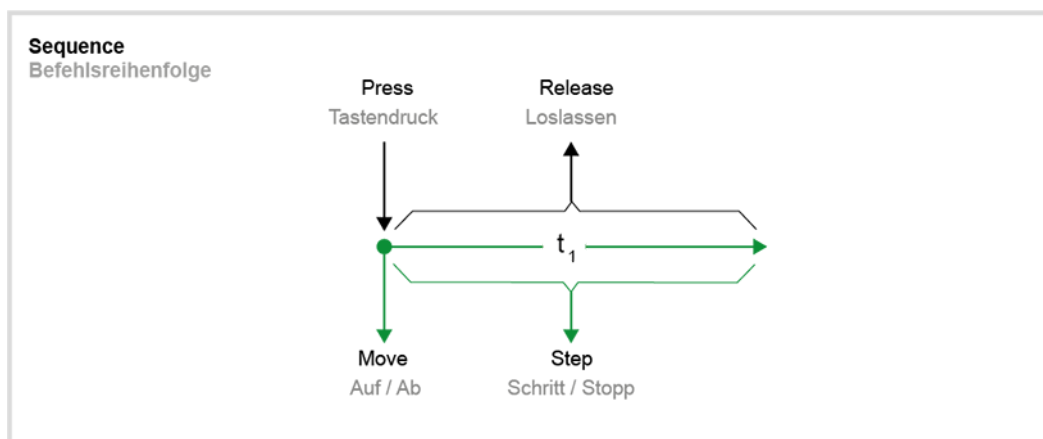 Sequence
Befehlsreihenfolge
Press
Tastendruck
Release
Loslassen
t1
Move
Auf / Ab
Step
Schritt / Stopp